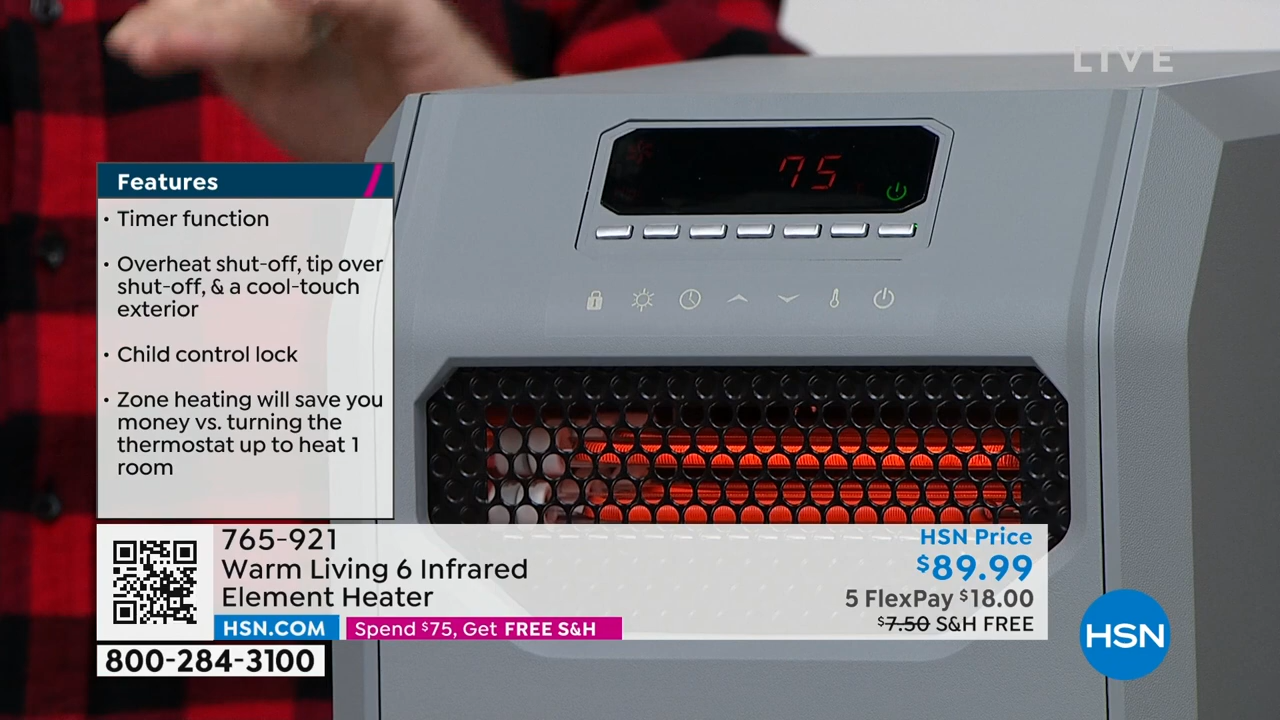 LIVE
75
Features
• Timer function
• Overheat shut-off, tip over
shut-off, & a cool-touch
exterior
• Child control lock
• Zone heating will save you
money vs. turning the
thermostat up to heat 1
room
765-921
Warm Living 6 Infrared
Element Heater
HSN.COM
Spend $75, Get FREE S&H
800-284-3100
HSN Price
$89.99
5 FlexPay $18.00
$7.50 S&H FREE
HSN